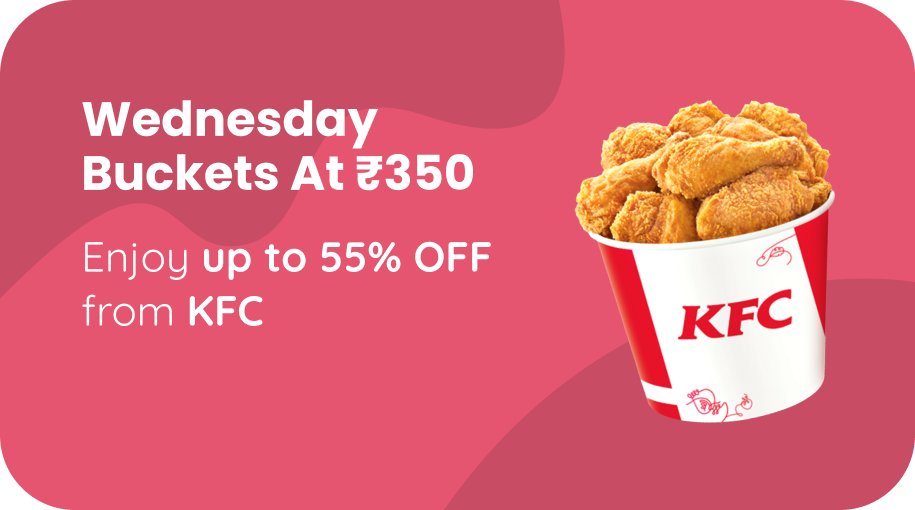 Wednesday
Buckets At ₹350
Enjoy up to 55% OFF
from KFC
KFC